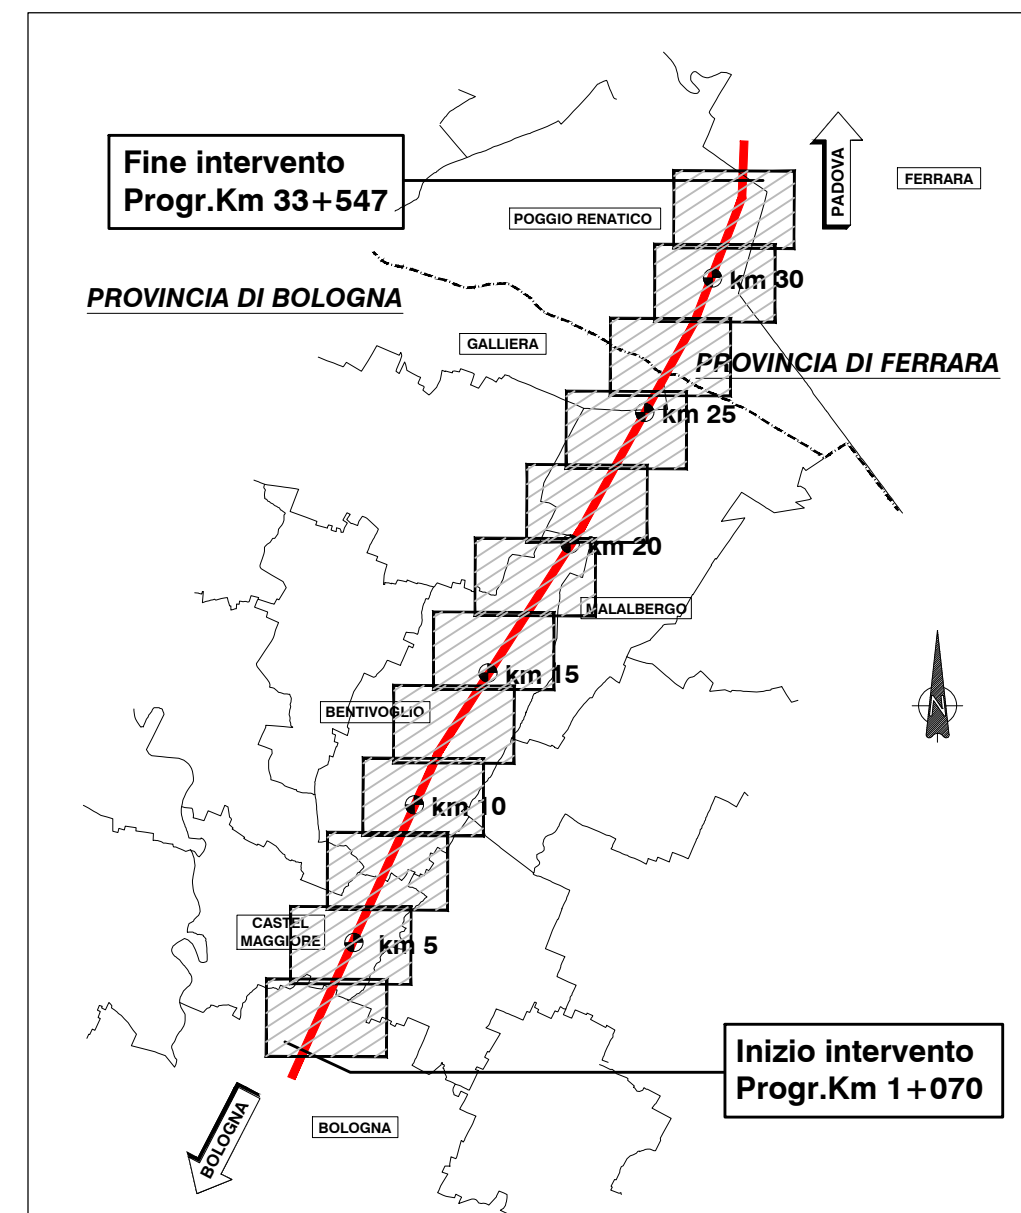 PADOVA
Fine intervento
Progr.Km 33+547
FERRARA
POGGIO RENATICO
km 30
PROVINCIA DI BOLOGNA
GALLIERA
PROVINCIA DI FERRARA
km 25
km 20
MALALBERGO
km 15
BENTIVOGLIO
N
km 10
CASTEL
MAGGIORE
km 5
Inizio intervento
Progr.Km 1+070
BOLOGNA
BOLOGNA